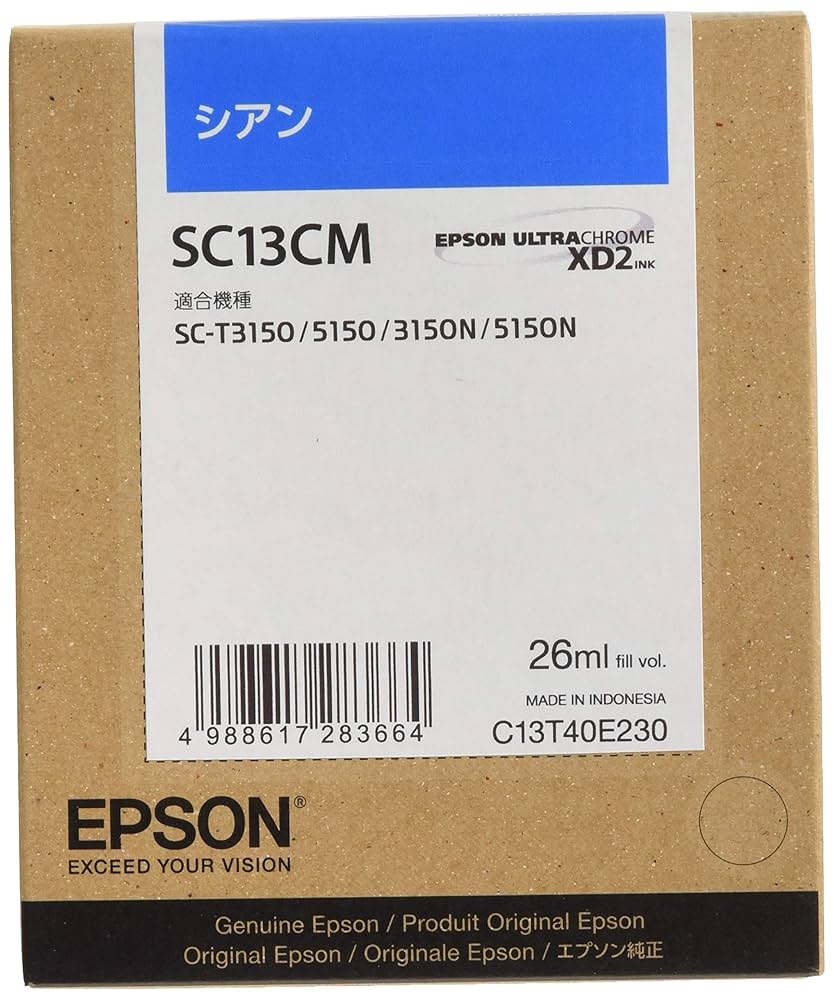 シアン
SC13CM
EPSON ULTRACHROME
XD2 INK
適合機種
SC-T3150/5150/3150N/5150N
26ml fill vol.
MADE IN INDONESIA
4 988617 283664
C13T40E230
EPSON®
EXCEED YOUR VISION
Genuine Epson / Produit Original Epson
Original Epson / Originale Epson / エプソン純正